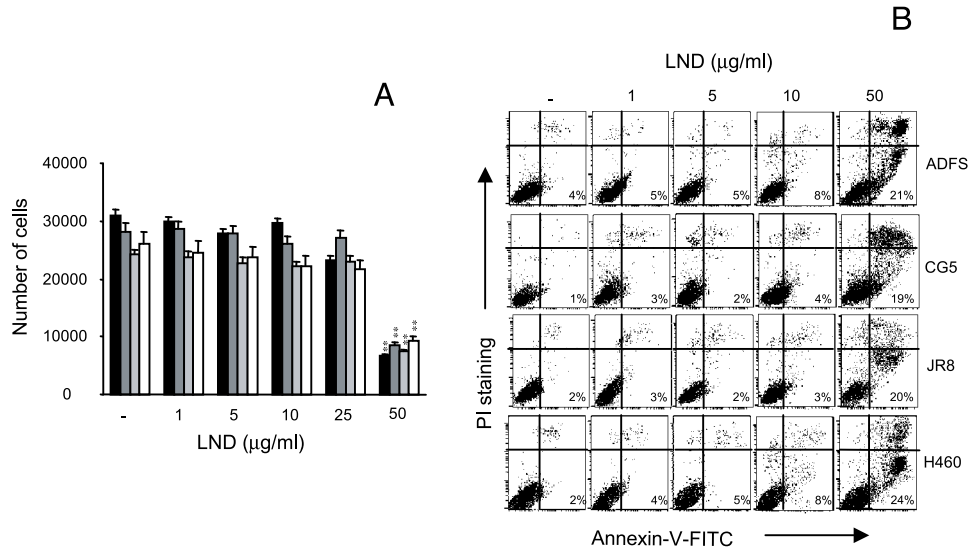 A
40000
30000
20000
10000
0
Number of cells
** ** ** **
- 1 5 10 25 50
LND (μg/ml)
B
LND (μg/ml)
- 1 5 10 50
4% 5% 5% 8% 21% ADFS
1% 3% 2% 4% 19% CG5
2% 3% 2% 3% 20% JR8
2% 4% 5% 8% 24% H460
PI staining
Annexin-V-FITC